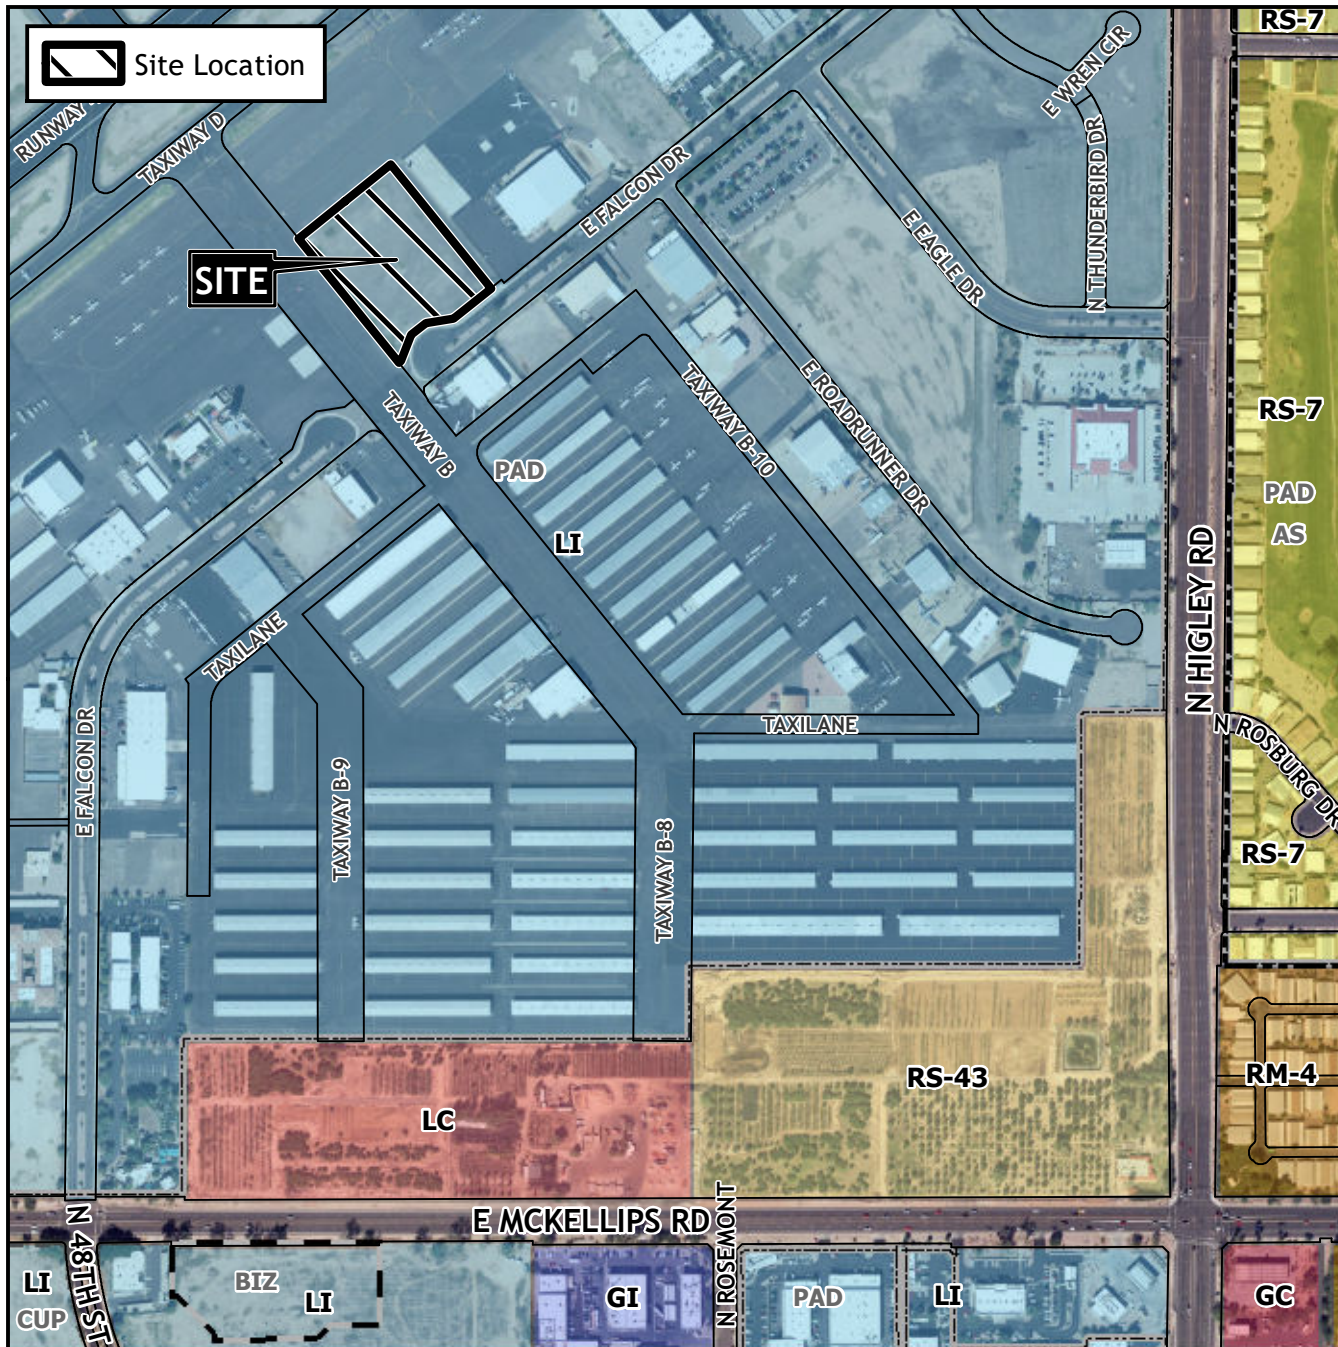 RS-7
Site Location
E WREN CIR
RUNWAY
TAXIWAY D
N THUNDERBIRD DR
E FALCON DR
E EAGLE DR
SITE
TAXIWAY B
TAXIWAY B-10
E ROADRUNNER DR
RS-7
PAD
PAD
AS
LI
N HIGLEY RD
TAXILANE
TAXILANE
N ROSBURG DR
E FALCON DR
TAXIWAY B-9
TAXIWAY B-8
RS-7
RS-43
RM-4
LC
E MCKELLIPS RD
N ROSEMONT
N 48TH ST
LI
CUP
BIZ
LI
GI
PAD
LI
GC